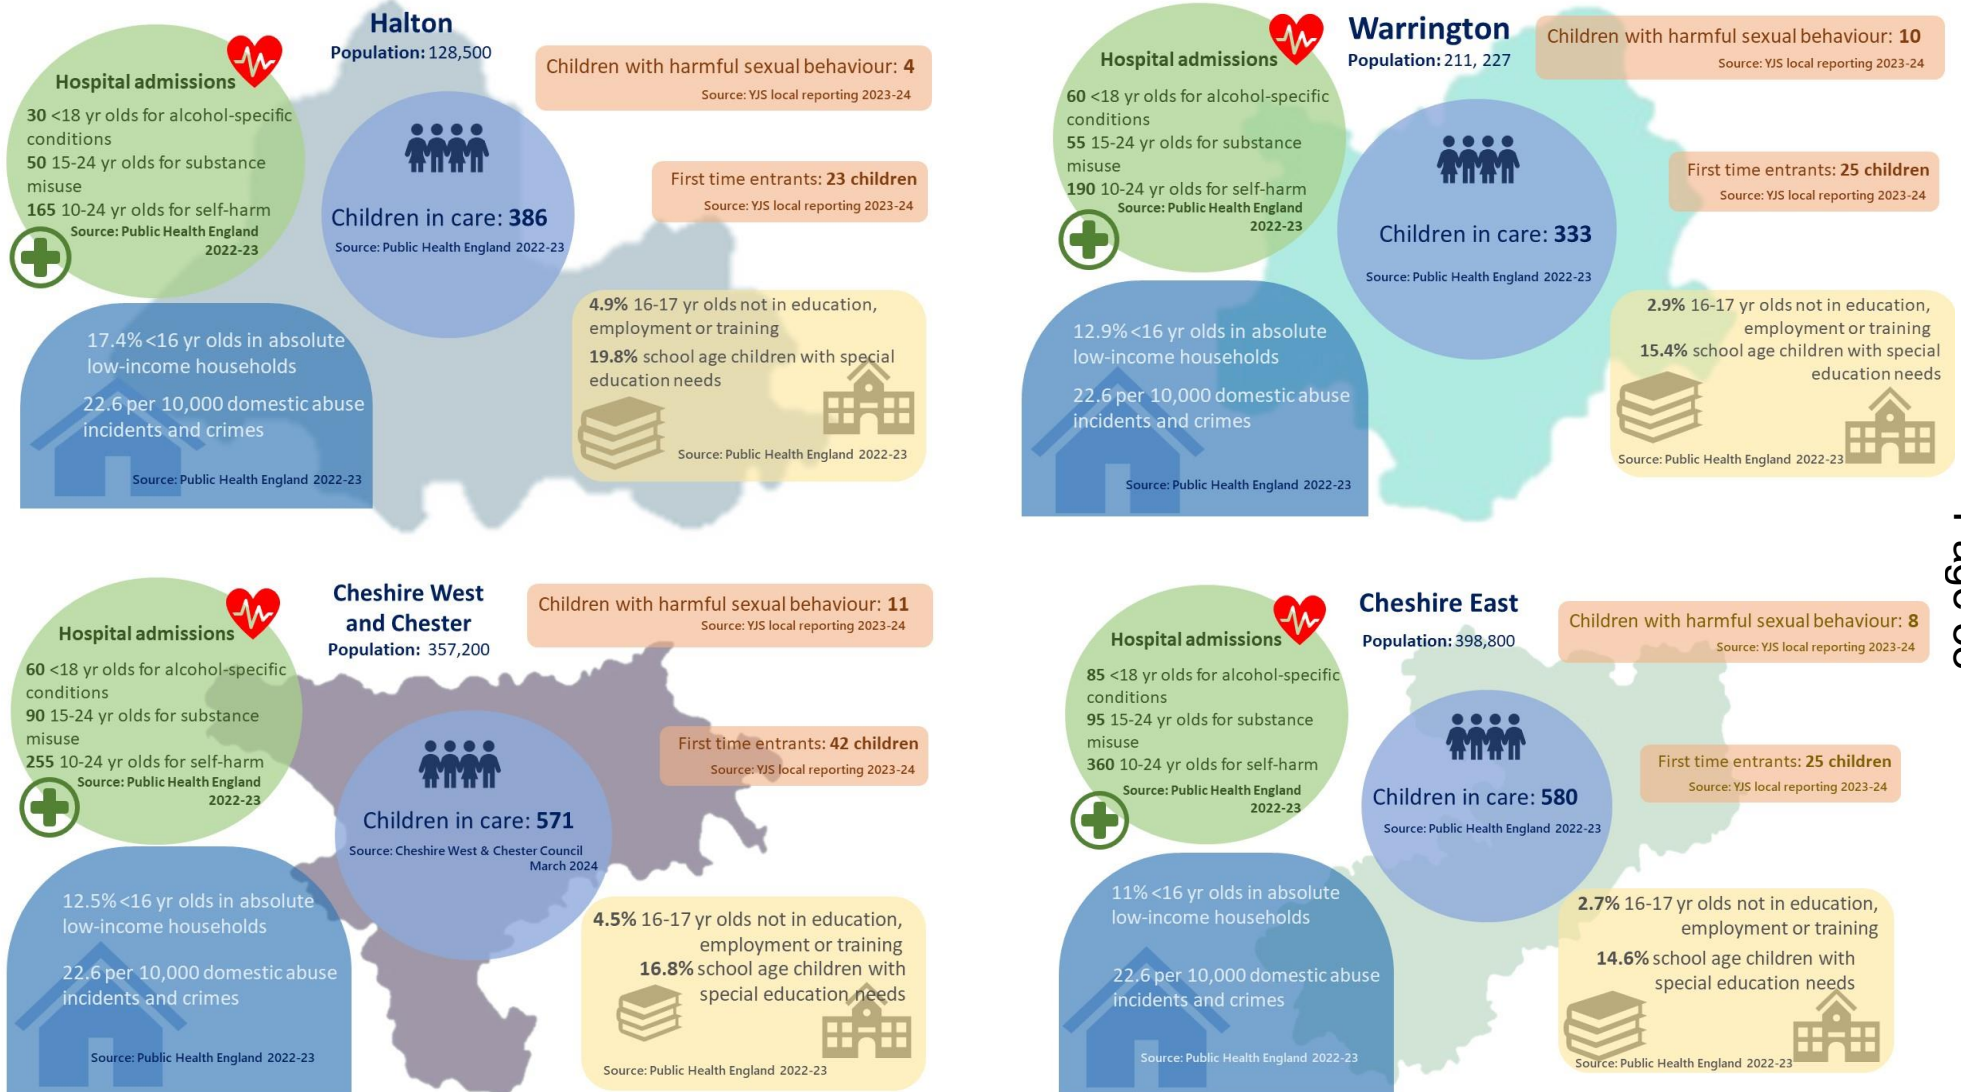 Halton
Population: 128,500
Hospital admissions
30 <18 yr olds for alcohol-specific
conditions
50 15-24 yr olds for substance
misuse
165 10-24 yr olds for self-harm
Source: Public Health England
2022-23
Children with harmful sexual behaviour: 4
Source: YJS local reporting 2023-24
Children in care: 386
Source: Public Health England 2022-23
First time entrants: 23 children
Source: YJS local reporting 2023-24
17.4% <16 yr olds in absolute
low-income households
22.6 per 10,000 domestic abuse
incidents and crimes
Source: Public Health England 2022-23
4.9% 16-17 yr olds not in education,
employment or training
19.8% school age children with special
education needs
Source: Public Health England 2022-23
Warrington
Population: 211, 227
Hospital admissions
60 <18 yr olds for alcohol-specific
conditions
55 15-24 yr olds for substance
misuse
190 10-24 yr olds for self-harm
Source: Public Health England
2022-23
Children with harmful sexual behaviour: 10
Source: YJS local reporting 2023-24
Children in care: 333
Source: Public Health England 2022-23
First time entrants: 25 children
Source: YJS local reporting 2023-24
12.9% <16 yr olds in absolute
low-income households
22.6 per 10,000 domestic abuse
incidents and crimes
Source: Public Health England 2022-23
2.9% 16-17 yr olds not in education,
employment or training
15.4% school age children with special
education needs
Source: Public Health England 2022-23
Cheshire West
and Chester
Population: 357,200
Hospital admissions
60 <18 yr olds for alcohol-specific
conditions
90 15-24 yr olds for substance
misuse
255 10-24 yr olds for self-harm
Source: Public Health England
2022-23
Children with harmful sexual behaviour: 11
Source: YJS local reporting 2023-24
Children in care: 571
Source: Cheshire West & Chester Council
March 2024
First time entrants: 42 children
Source: YJS local reporting 2023-24
12.5% <16 yr olds in absolute
low-income households
22.6 per 10,000 domestic abuse
incidents and crimes
Source: Public Health England 2022-23
4.5% 16-17 yr olds not in education,
employment or training
16.8% school age children with
special education needs
Source: Public Health England 2022-23
Cheshire East
Population: 398,800
Hospital admissions
85 <18 yr olds for alcohol-specific
conditions
95 15-24 yr olds for substance
misuse
360 10-24 yr olds for self-harm
Source: Public Health England
2022-23
Children with harmful sexual behaviour: 8
Source: YJS local reporting 2023-24
Children in care: 580
Source: Public Health England 2022-23
First time entrants: 25 children
Source: YJS local reporting 2023-24
11% <16 yr olds in absolute
low-income households
22.6 per 10,000 domestic abuse
incidents and crimes
Source: Public Health England 2022-23
2.7% 16-17 yr olds not in education,
employment or training
14.6% school age children with
special education needs
Source: Public Health England 2022-23